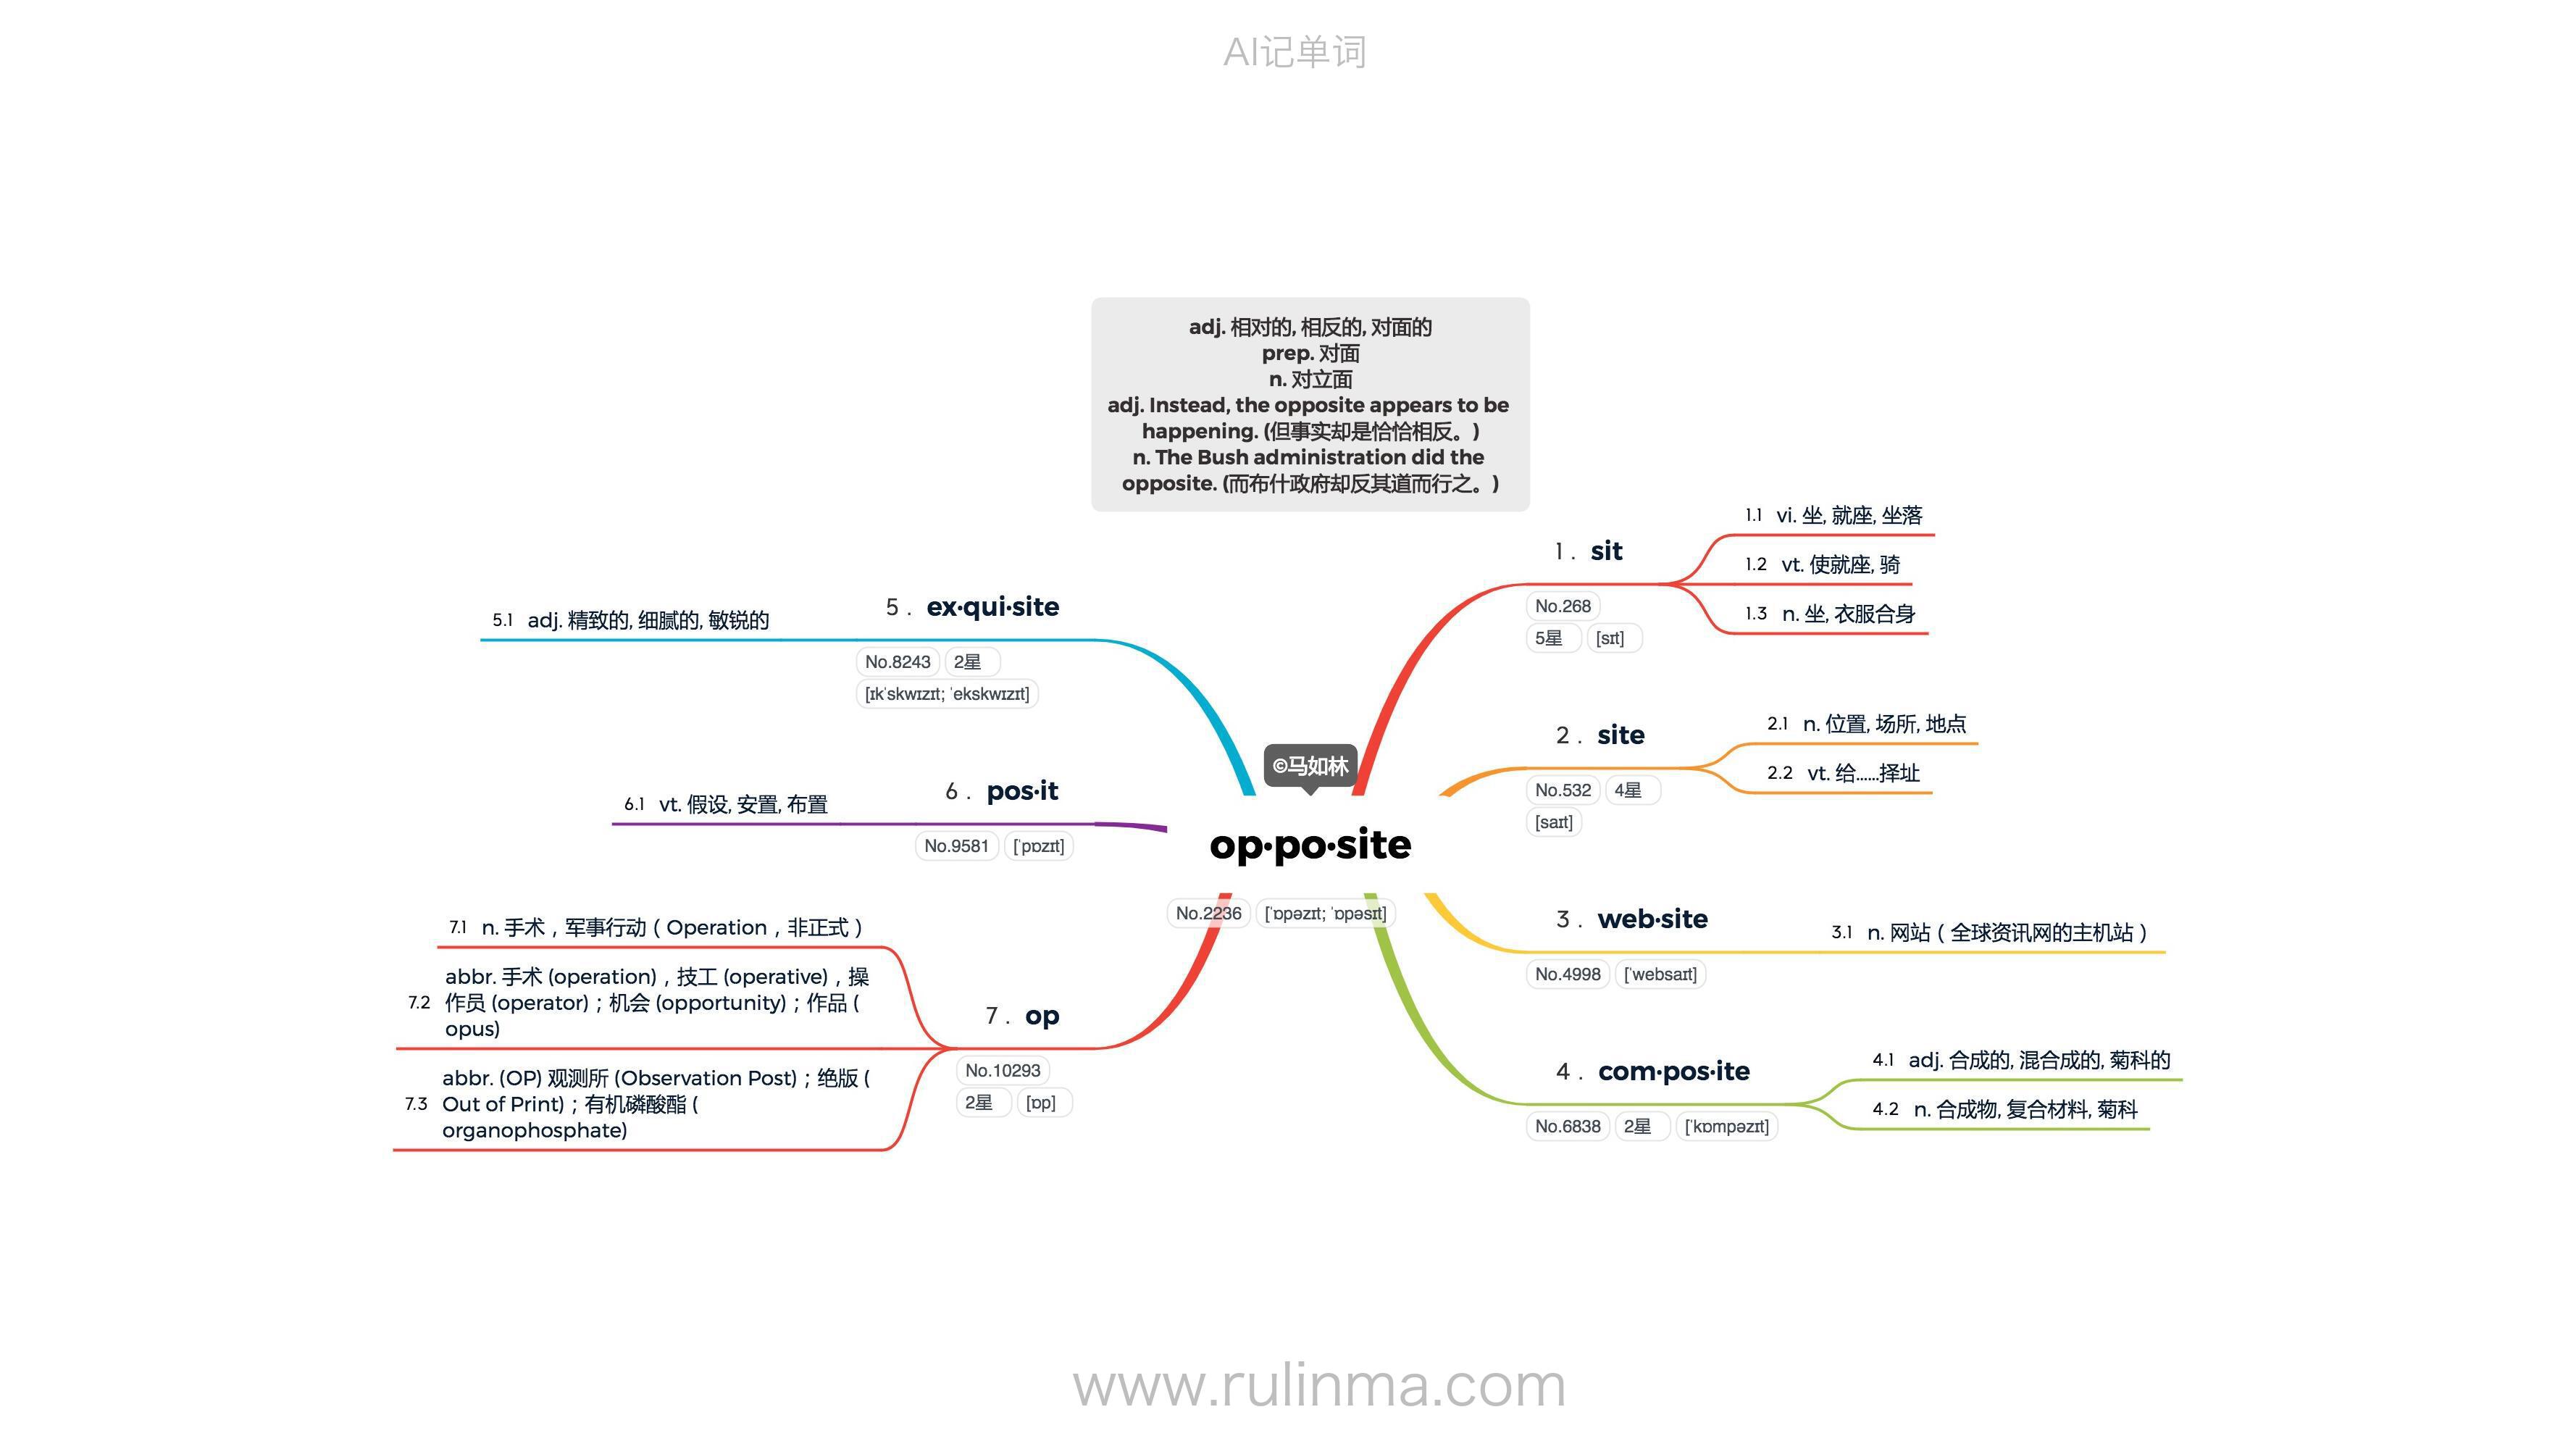 AI记单词
adj. 相对的, 相反的, 对面的
prep. 对面
n. 对立面
adj. Instead, the opposite appears to be
happening. (但事实却是恰恰相反。)
n. The Bush administration did the
opposite. (而布什政府却反其道而行之。)
©马如林
op·po·site
No.2236 [ˈɒpəzɪt; ˈɒpəsɪt]
1 . sit
No.268
5星 [sɪt]
1.1 vi. 坐, 就座, 坐落
1.2 vt. 使就座, 骑
1.3 n. 坐, 衣服合身
2 . site
No.532 4星
[saɪt]
2.1 n. 位置, 场所, 地点
2.2 vt. 给......择址
3 . web·site
No.4998 [ˈwebsaɪt]
3.1 n. 网站（全球资讯网的主机站）
4 . com·pos·ite
No.6838 2星 [ˈkɒmpəzɪt]
4.1 adj. 合成的, 混合成的, 菊科的
4.2 n. 合成物, 复合材料, 菊科
5 . ex·qui·site
No.8243 2星
[ɪkˈskwɪzɪt; ˈekskwɪzɪt]
5.1 adj. 精致的, 细腻的, 敏锐的
6 . pos·it
No.9581 [ˈpɒzɪt]
6.1 vt. 假设, 安置, 布置
7 . op
No.10293
2星 [ɒp]
7.1 n. 手术，军事行动（Operation，非正式）
7.2 abbr. 手术 (operation)，技工 (operative)，操
作员 (operator)；机会 (opportunity)；作品 (
opus)
7.3 abbr. (OP) 观测所 (Observation Post)；绝版 (
Out of Print)；有机磷酸酯 (
organophosphate)
www.rulinma.com